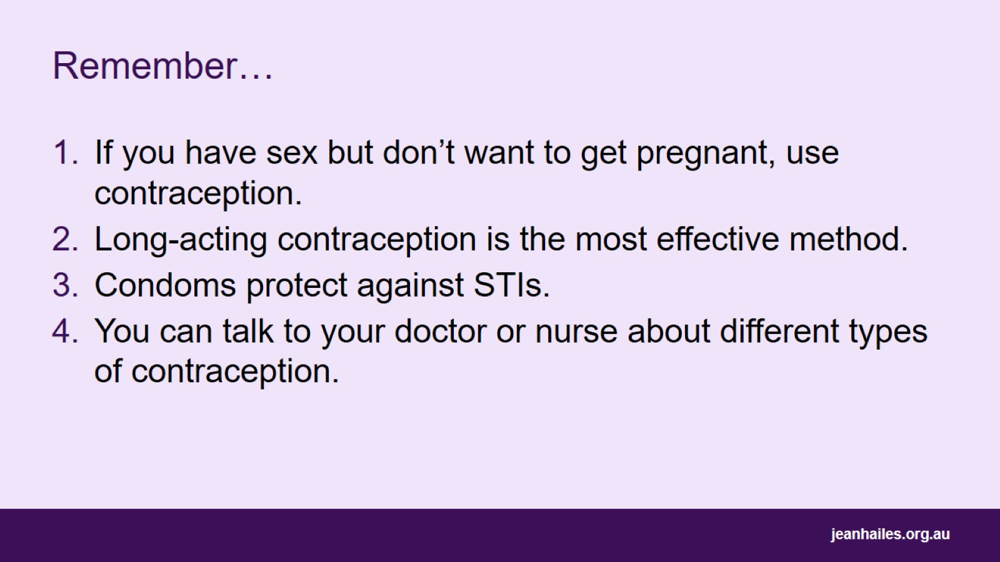 Remember…
1. If you have sex but don’t want to get pregnant, use
contraception.
2. Long-acting contraception is the most effective method.
3. Condoms protect against STIs.
4. You can talk to your doctor or nurse about different types
of contraception.
jeanhailes.org.au